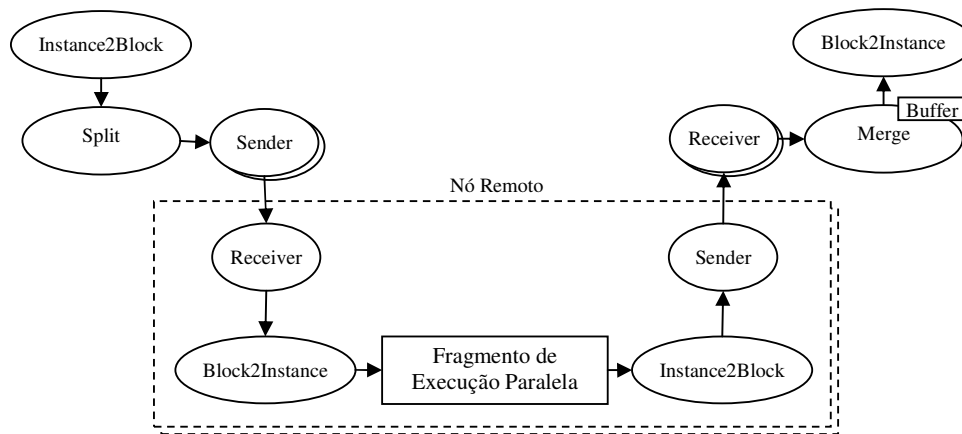 Instance2Block
Split
Sender
Receiver
Block2Instance
Buffer
Merge
Nó Remoto
Receiver
Sender
Block2Instance
Fragmento de
Execução Paralela
Instance2Block